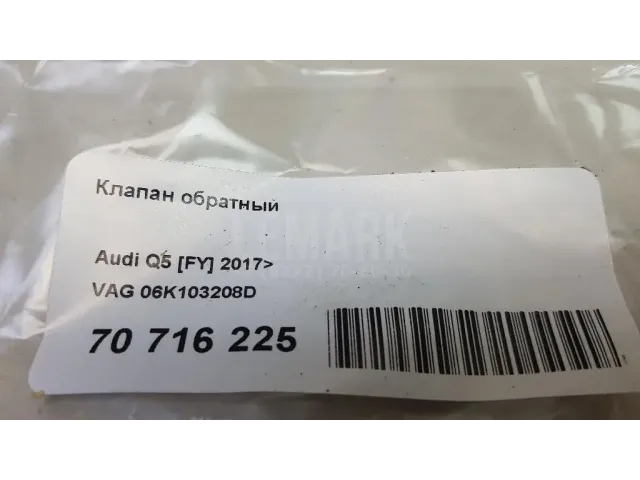 Клапан обратный
Audi Q5 [FY] 2017>
VAG 06K103208D
70 716 225